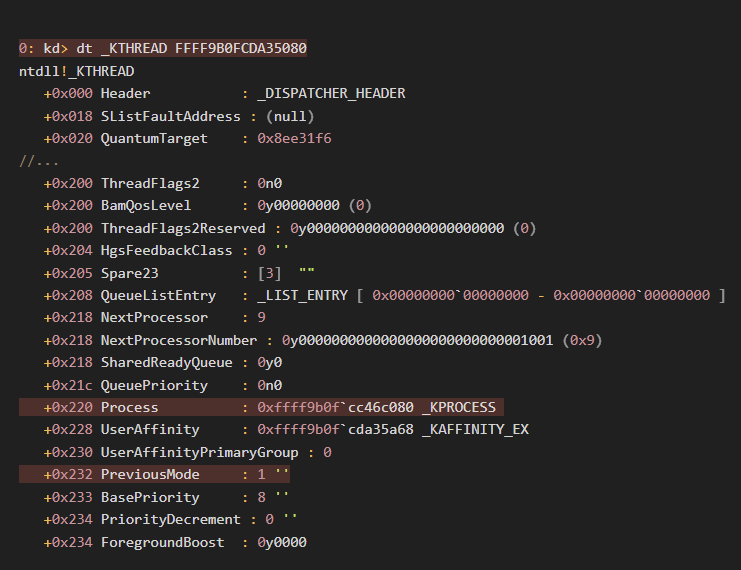 0: kd> dt _KTHREAD FFFF9B0FCDA35080
ntdll!_KTHREAD
+0x000 Header : _DISPATCHER_HEADER
+0x018 SListFaultAddress : (null)
+0x020 QuantumTarget : 0x8ee31f6
//...
+0x200 ThreadFlags2 : 0n0
+0x200 BamQosLevel : 0y00000000 (0)
+0x200 ThreadFlags2Reserved : 0y000000000000000000000000 (0)
+0x204 HgsFeedbackClass : 0 ''
+0x205 Spare23 : [3] ""
+0x208 QueueListEntry : _LIST_ENTRY [ 0x00000000`00000000 - 0x00000000`00000000 ]
+0x218 NextProcessor : 9
+0x218 NextProcessorNumber : 0y0000000000000000000000000001001 (0x9)
+0x218 SharedReadyQueue : 0y0
+0x21c QueuePriority : 0n0
+0x220 Process : 0xffff9b0f`cc46c080 _KPROCESS
+0x228 UserAffinity : 0xffff9b0f`cda35a68 _KAFFINITY_EX
+0x230 UserAffinityPrimaryGroup : 0
+0x232 PreviousMode : 1 ''
+0x233 BasePriority : 8 ''
+0x234 PriorityDecrement : 0 ''
+0x234 ForegroundBoost : 0y0000